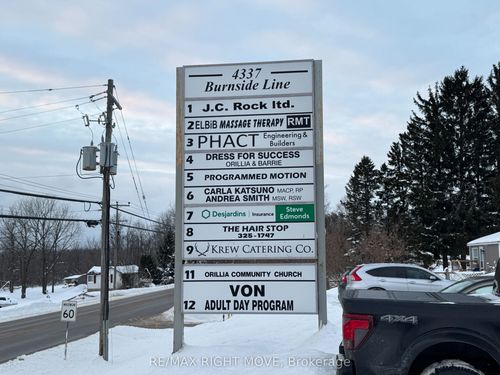 4337
Burnside Line
1 J.C. Rock ltd.
2 ELBIB MASSAGE THERAPY RMT
3 PHACT Engineering & Builders
4 DRESS FOR SUCCESS
ORILLIA & BARRIE
5 PROGRAMMED MOTION
6 CARLA KATSUNO MACP, RP
ANDREA SMITH MSW, RSW
7 Desjardins Insurance Steve Edmonds
8 THE HAIR STOP
325-1747
9 KREW CATERING CO.
11 ORILLIA COMMUNITY CHURCH
12 VON
ADULT DAY PROGRAM
60
4X4
RE/MAX RIGHT MOVE, Brokerage